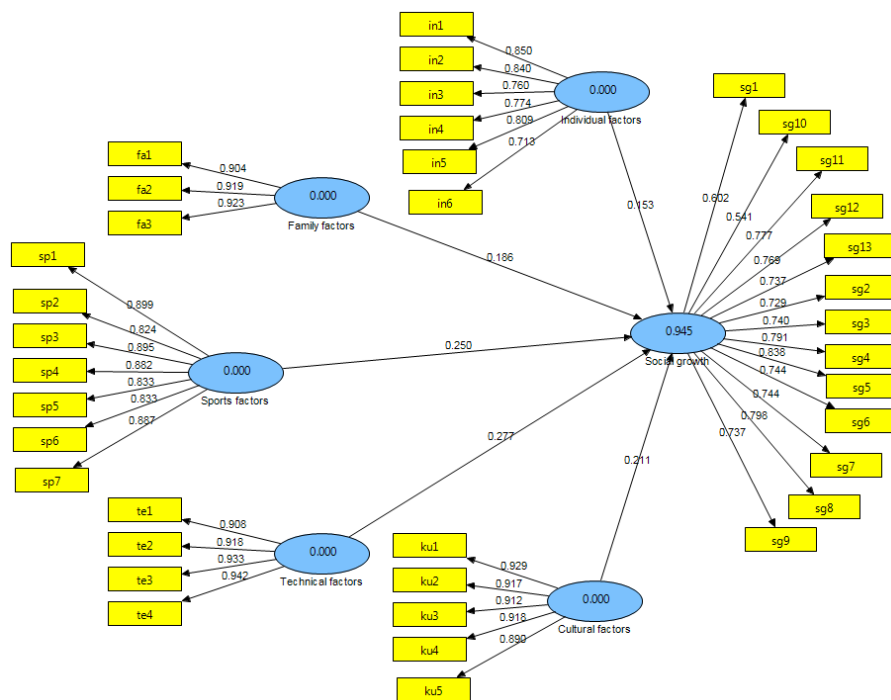 in1
in2
in3
in4
in5
in6
0.850
0.840
0.760
0.774
0.809
0.713
0.000
Individual factors
0.153
fa1
fa2
fa3
0.904
0.919
0.923
0.000
Family factors
0.186
sp1
sp2
sp3
sp4
sp5
sp6
sp7
0.899
0.824
0.895
0.882
0.833
0.833
0.887
0.000
Sports factors
0.250
te1
te2
te3
te4
0.908
0.918
0.933
0.942
0.000
Technical factors
0.277
ku1
ku2
ku3
ku4
ku5
0.929
0.917
0.912
0.918
0.890
0.000
Cultural factors
0.211
0.945
Social growth
0.602
0.541
0.777
0.769
0.737
0.729
0.740
0.791
0.838
0.744
0.744
0.798
0.737
sg1
sg10
sg11
sg12
sg13
sg2
sg3
sg4
sg5
sg6
sg7
sg8
sg9